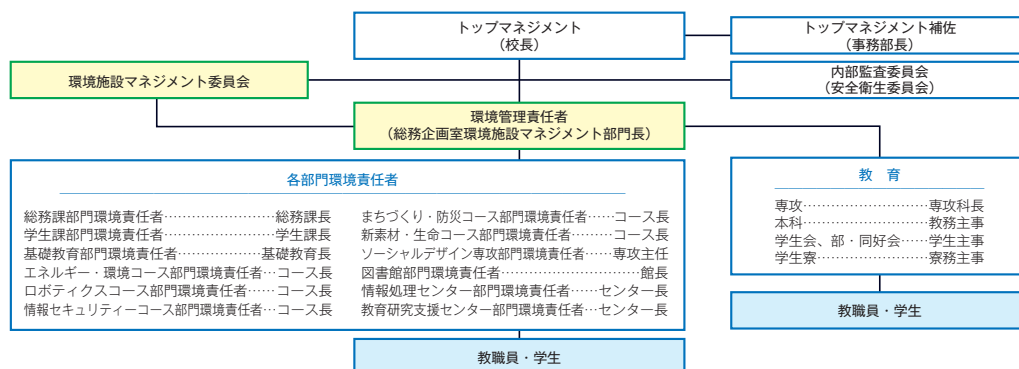 トップマネジメント
（校長）
トップマネジメント補佐
（事務部長）
環境施設マネジメント委員会
内部監査委員会
（安全衛生委員会）
環境管理責任者
（総務企画室環境施設マネジメント部門長）
各部門環境責任者
総務課部門環境責任者……………………総務課長
学生課部門環境責任者……………………学生課長
基礎教育部門環境責任者………………基礎教育長
エネルギー・環境コース部門環境責任者…コース長
ロボティクスコース部門環境責任者……コース長
情報セキュリティーコース部門環境責任者…コース長
まちづくり・防災コース部門環境責任者……コース長
新素材・生命コース部門環境責任者………コース長
ソーシャルデザイン専攻部門環境責任者……専攻主任
図書館部門環境責任者……………………………館長
情報処理センター部門環境責任者……センター長
教育研究支援センター部門環境責任者…センター長
教職員・学生
教　育
専攻…………………………専攻科長
本科…………………………教務主事
学生会、部・同好会……学生主事
学生寮………………………寮務主事
教職員・学生